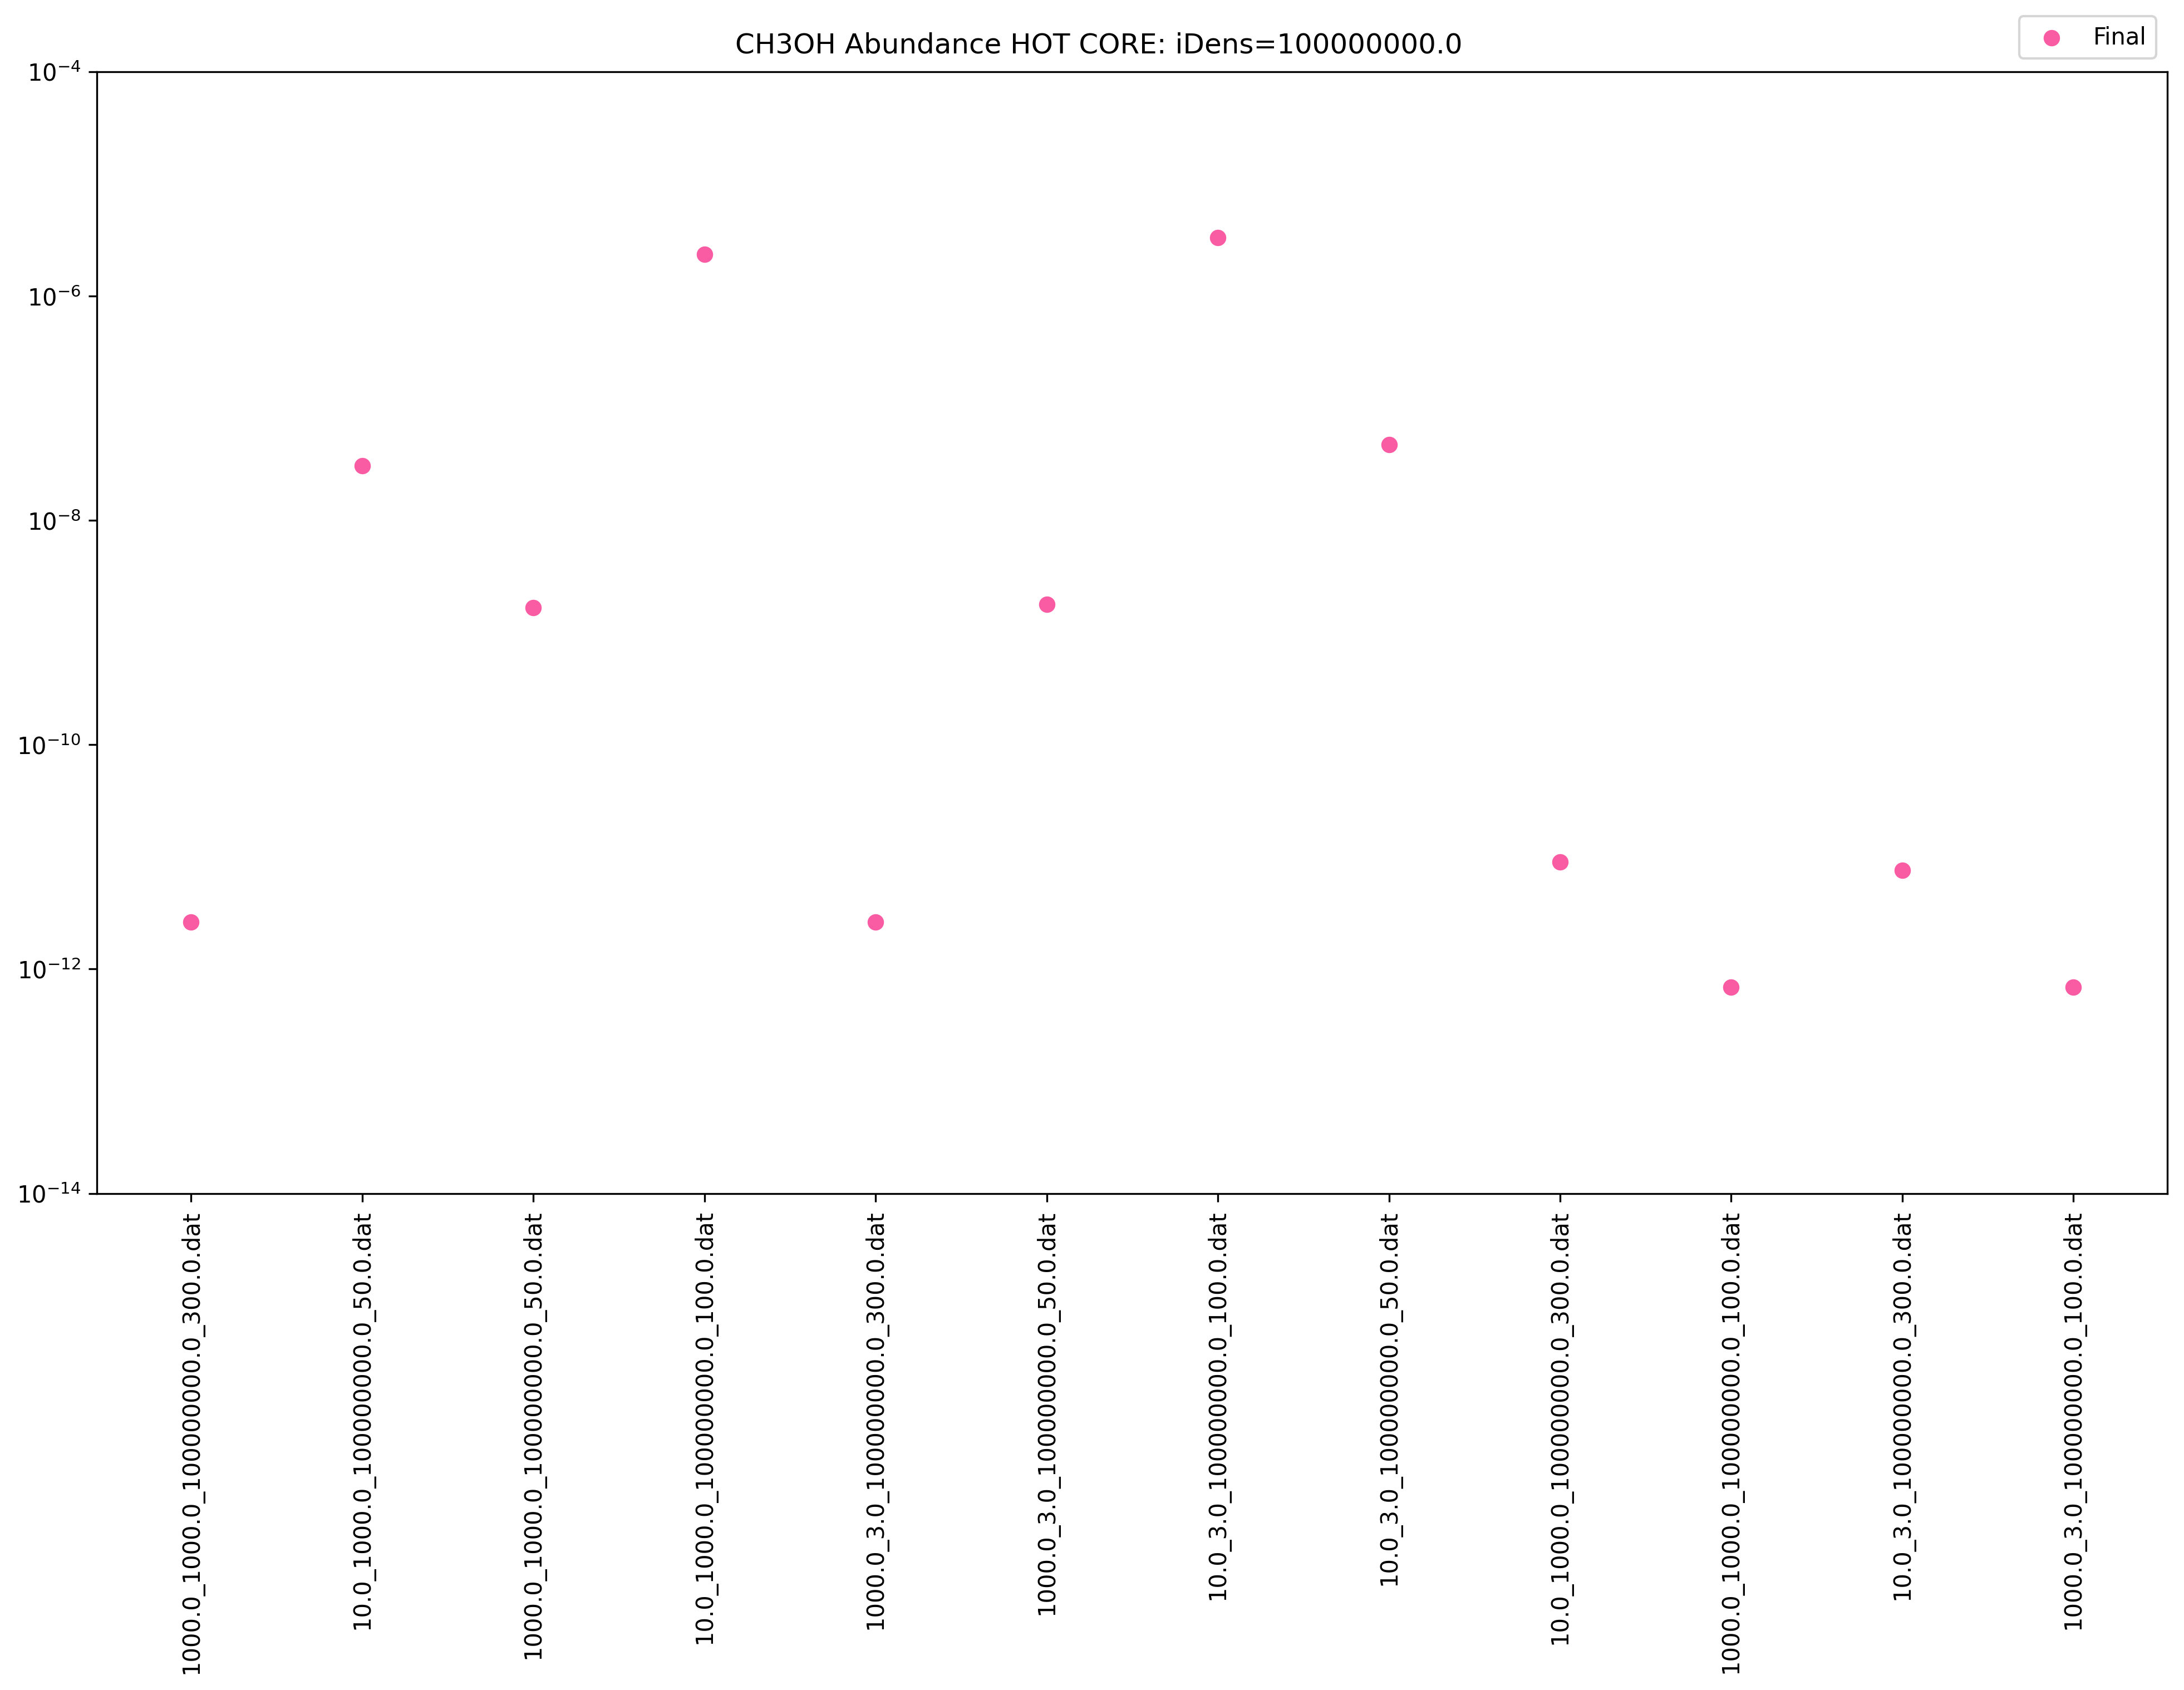 CH3OH Abundance HOT CORE: iDens=100000000.0
Final
10⁻⁴
10⁻⁶
10⁻⁸
10⁻¹⁰
10⁻¹²
10⁻¹⁴
1000.0_1000.0_100000000.0_300.0.dat
10.0_1000.0_100000000.0_50.0.dat
1000.0_1000.0_100000000.0_50.0.dat
10.0_1000.0_100000000.0_100.0.dat
1000.0_3.0_100000000.0_300.0.dat
1000.0_3.0_100000000.0_50.0.dat
10.0_3.0_100000000.0_100.0.dat
10.0_3.0_100000000.0_50.0.dat
10.0_1000.0_100000000.0_300.0.dat
1000.0_1000.0_100000000.0_100.0.dat
10.0_3.0_100000000.0_300.0.dat
1000.0_3.0_100000000.0_100.0.dat